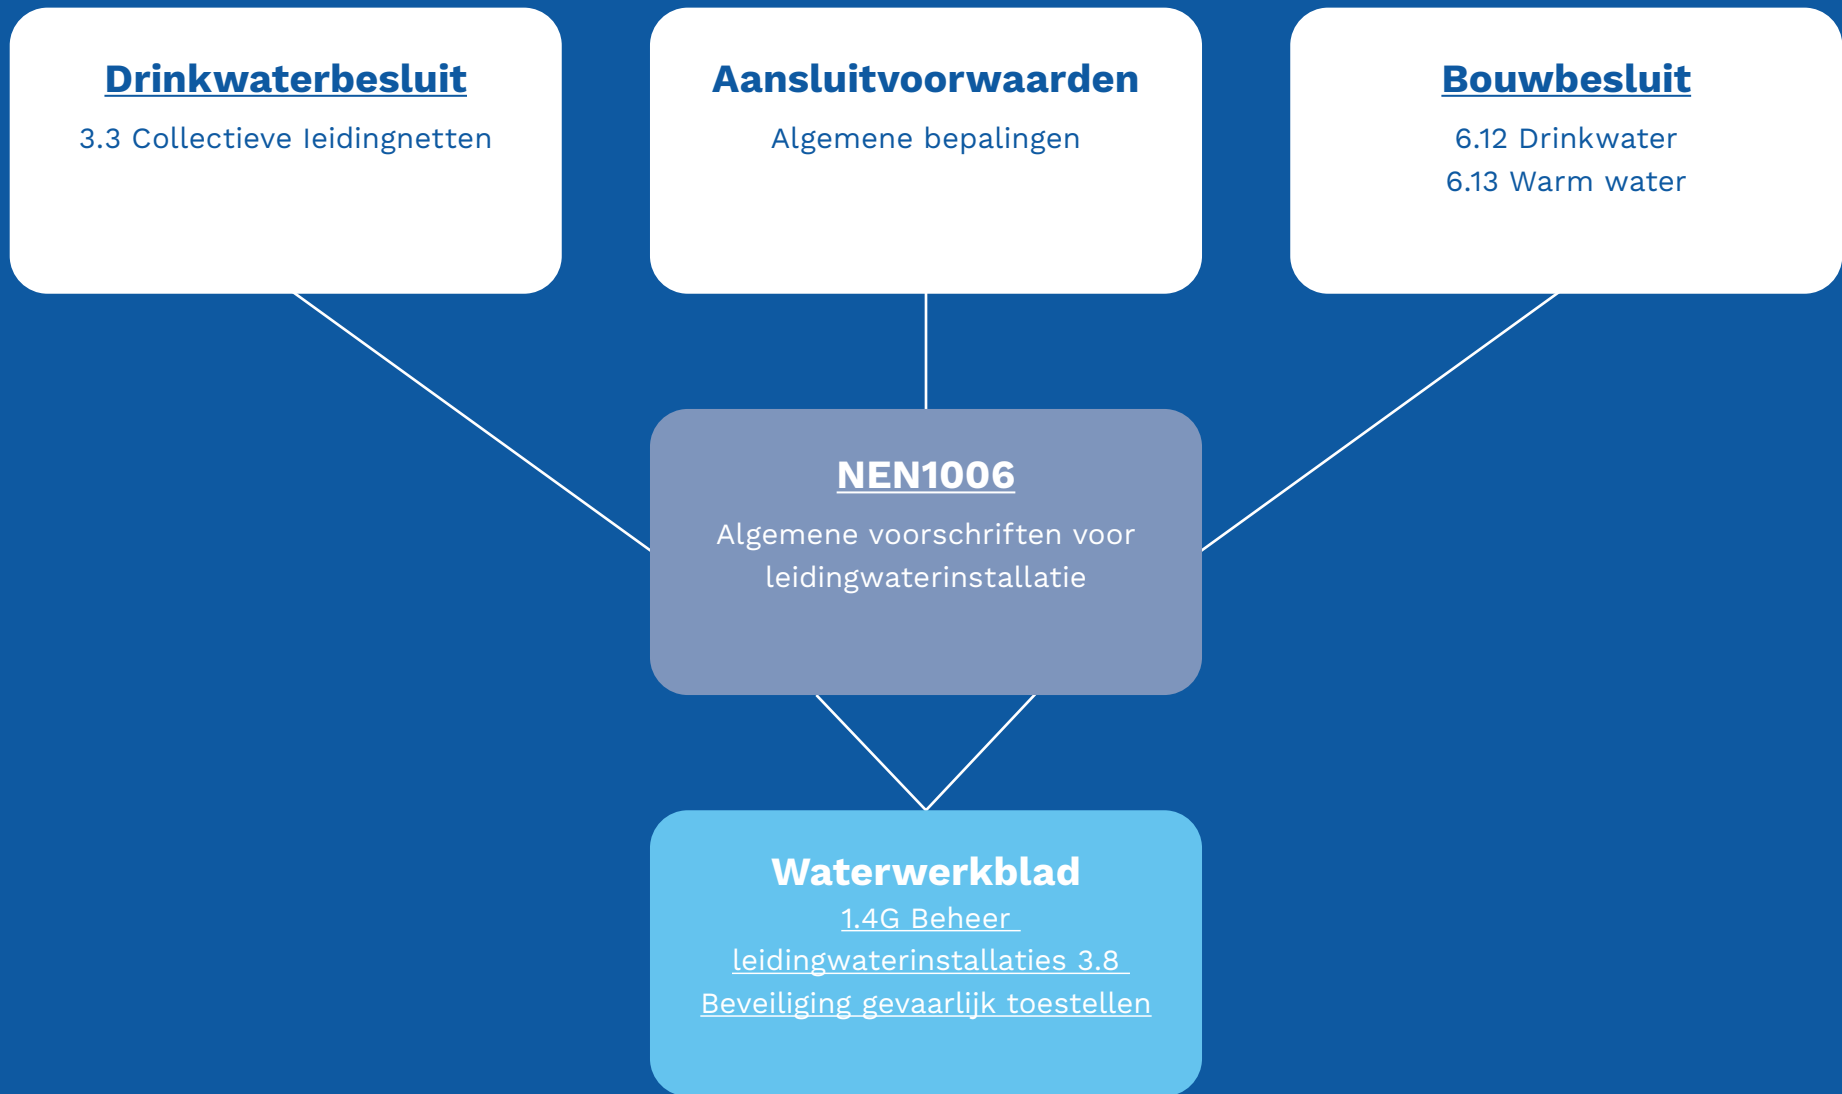 Drinkwaterbesluit
3.3 Collectieve leidingnetten
Aansluitvoorwaarden
Algemene bepalingen
Bouwbesluit
6.12 Drinkwater
6.13 Warm water
NEN1006
Algemene voorschriften voor
leidingwaterinstallatie
Waterwerkblad
1.4G Beheer
leidingwaterinstallaties 3.8
Beveiliging gevaarlijk toestellen